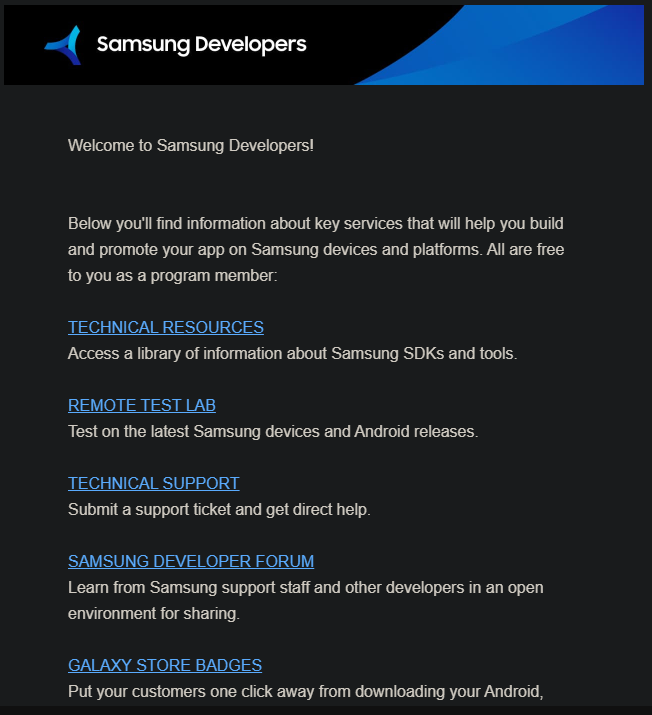 Samsung Developers
Welcome to Samsung Developers!
Below you'll find information about key services that will help you build
and promote your app on Samsung devices and platforms. All are free
to you as a program member:
TECHNICAL RESOURCES
Access a library of information about Samsung SDKs and tools.
REMOTE TEST LAB
Test on the latest Samsung devices and Android releases.
TECHNICAL SUPPORT
Submit a support ticket and get direct help.
SAMSUNG DEVELOPER FORUM
Learn from Samsung support staff and other developers in an open
environment for sharing.
GALAXY STORE BADGES
Put your customers one click away from downloading your Android,